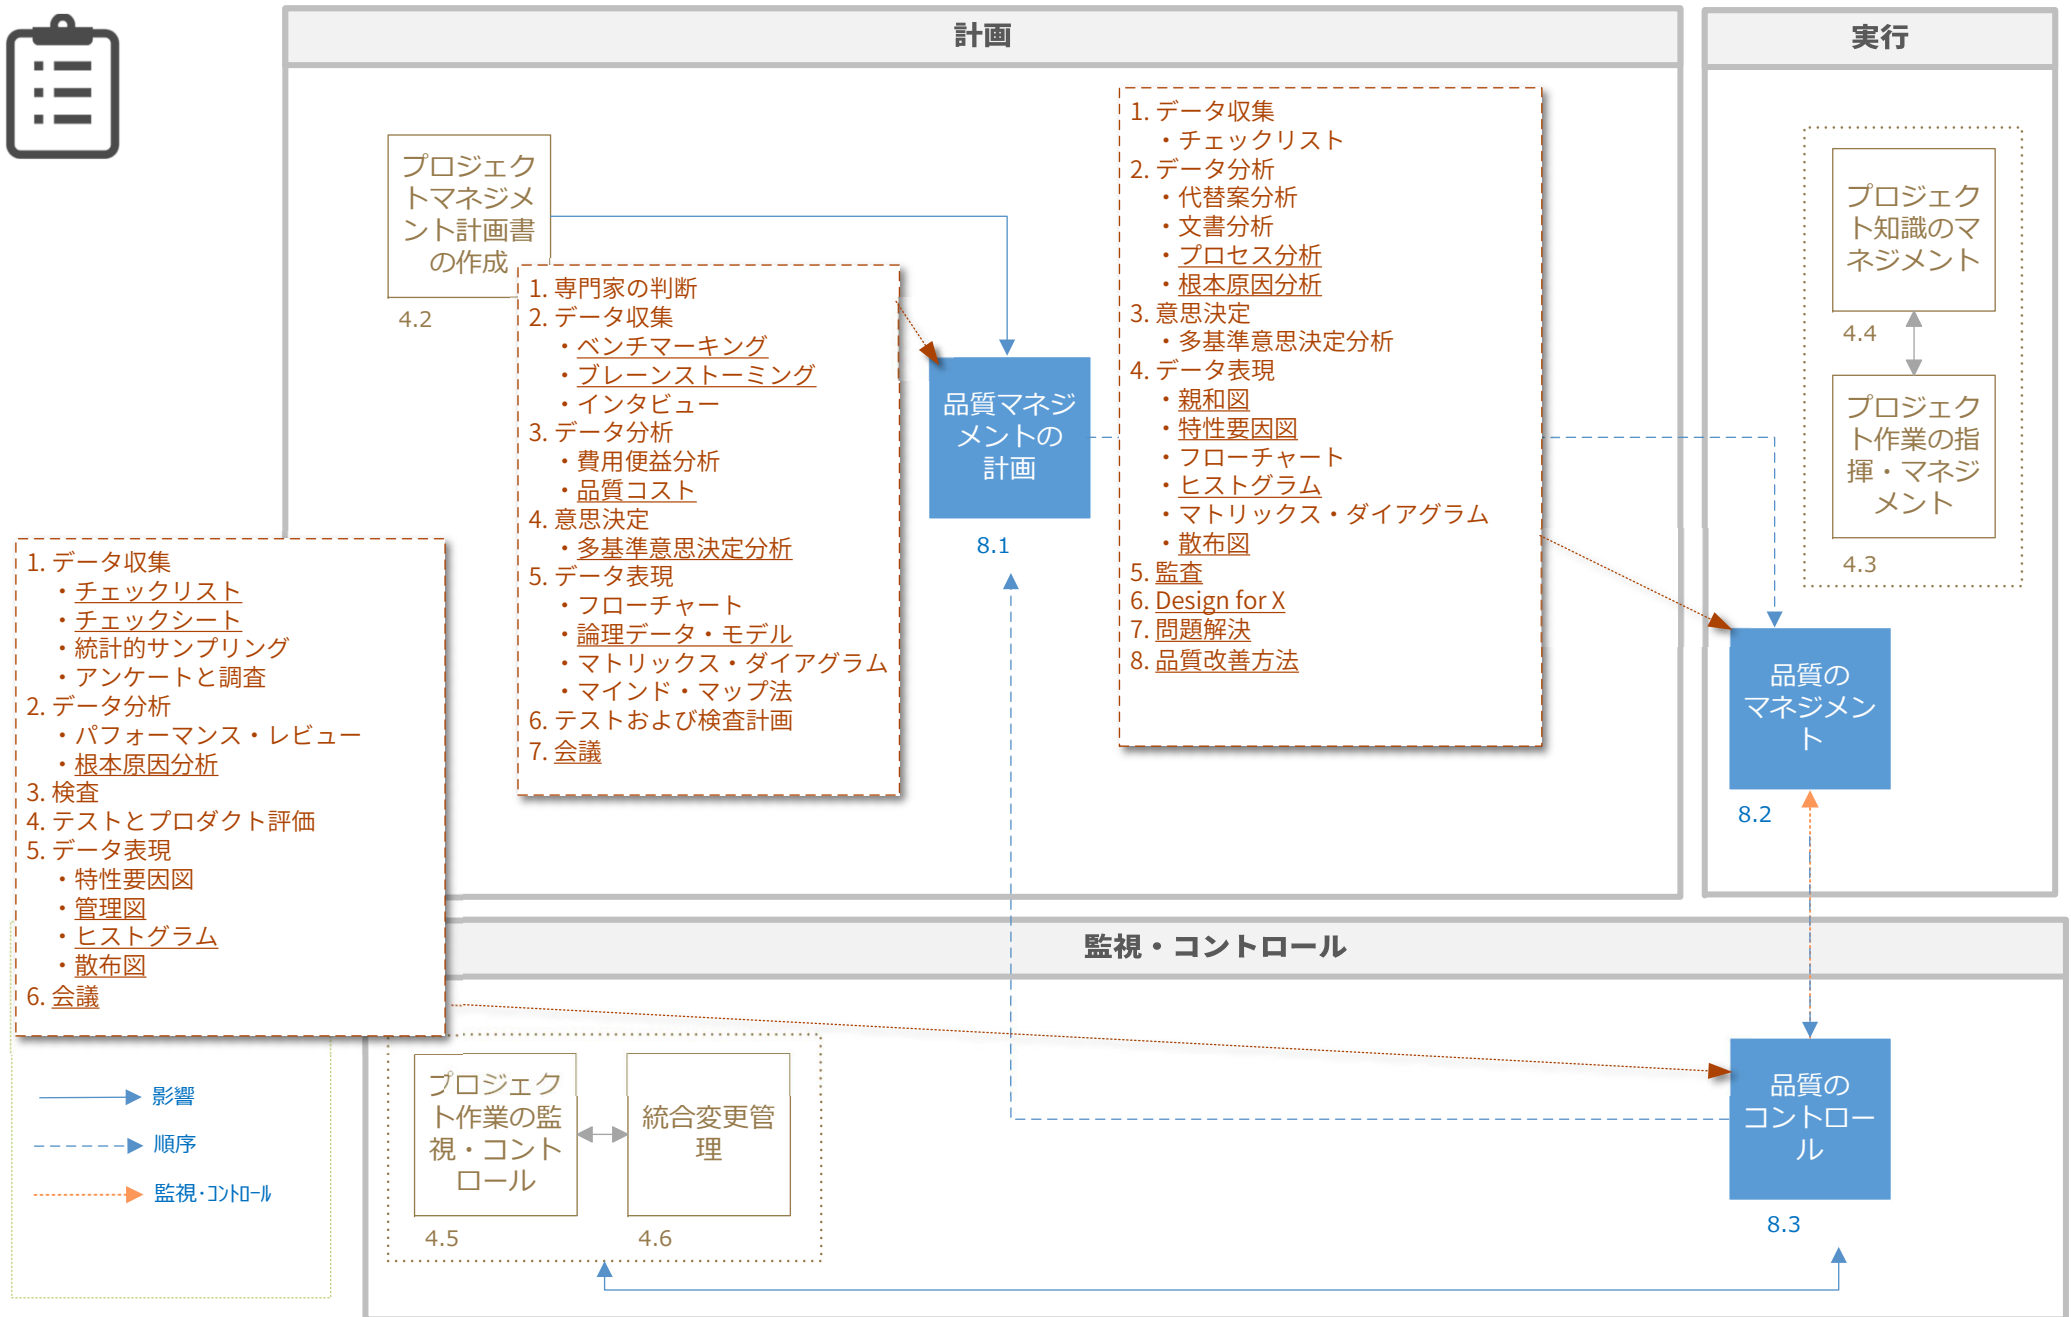 計画
実行
プロジェク
トマネジメ
ント計画書
の作成
4.2
1. 専門家の判断
2. データ収集
・ベンチマーキング
・ブレーンストーミング
・インタビュー
3. データ分析
・費用便益分析
・品質コスト
4. 意思決定
・多基準意思決定分析
5. データ表現
・フローチャート
・論理データ・モデル
・マトリックス・ダイアグラム
・マインド・マップ法
6. テストおよび検査計画
7. 会議
品質マネジ
メントの
計画
8.1
1. データ収集
・チェックリスト
2. データ分析
・代替案分析
・文書分析
・プロセス分析
・根本原因分析
3. 意思決定
・多基準意思決定分析
4. データ表現
・親和図
・特性要因図
・フローチャート
・ヒストグラム
・マトリックス・ダイアグラム
・散布図
5. 監査
6. Design for X
7. 問題解決
8. 品質改善方法
プロジェク
ト知識のマ
ネジメント
4.4
プロジェク
ト作業の指
揮・マネジ
メント
4.3
品質の
マネジメン
ト
8.2
1. データ収集
・チェックリスト
・チェックシート
・統計的サンプリング
・アンケートと調査
2. データ分析
・パフォーマンス・レビュー
・根本原因分析
3. 検査
4. テストとプロダクト評価
5. データ表現
・特性要因図
・管理図
・ヒストグラム
・散布図
6. 会議
監視・コントロール
影響
順序
監視・コントロール
プロジェク
ト作業の監
視・コント
ロール
4.5
統合変更管
理
4.6
品質の
コントロー
ル
8.3